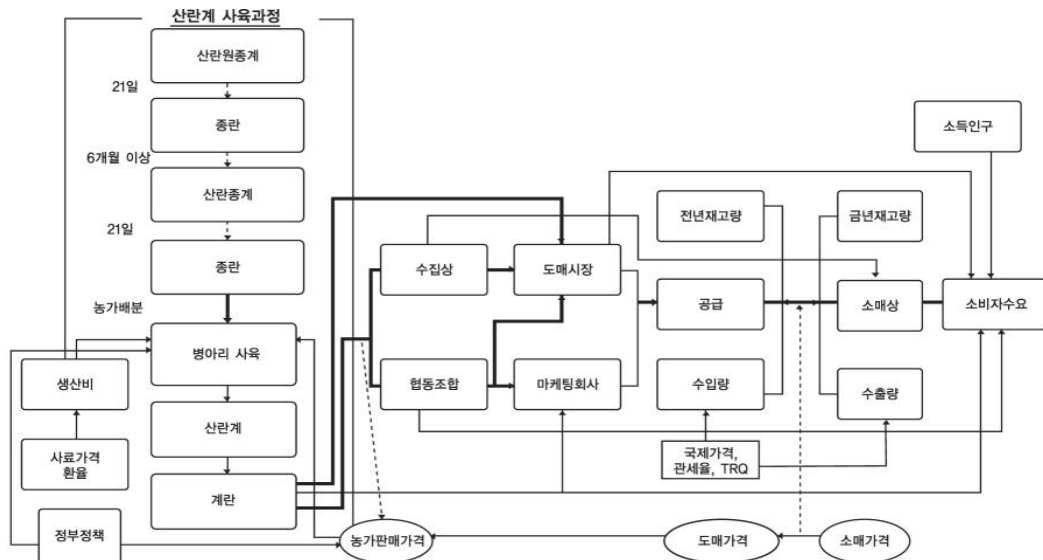 산란계 사육과정
산란원종계
21일
종란
6개월 이상
산란종계
21일
종란
농가배분
병아리 사육
생산비
산란계
사료가격
환율
계란
정부정책
수집상
도매시장
협동조합
마케팅회사
전년재고량
금년재고량
공급
소매상
수입량
수출량
국제가격,
관세율, TRQ
소득인구
소비자수요
농가판매가격
도매가격
소매가격